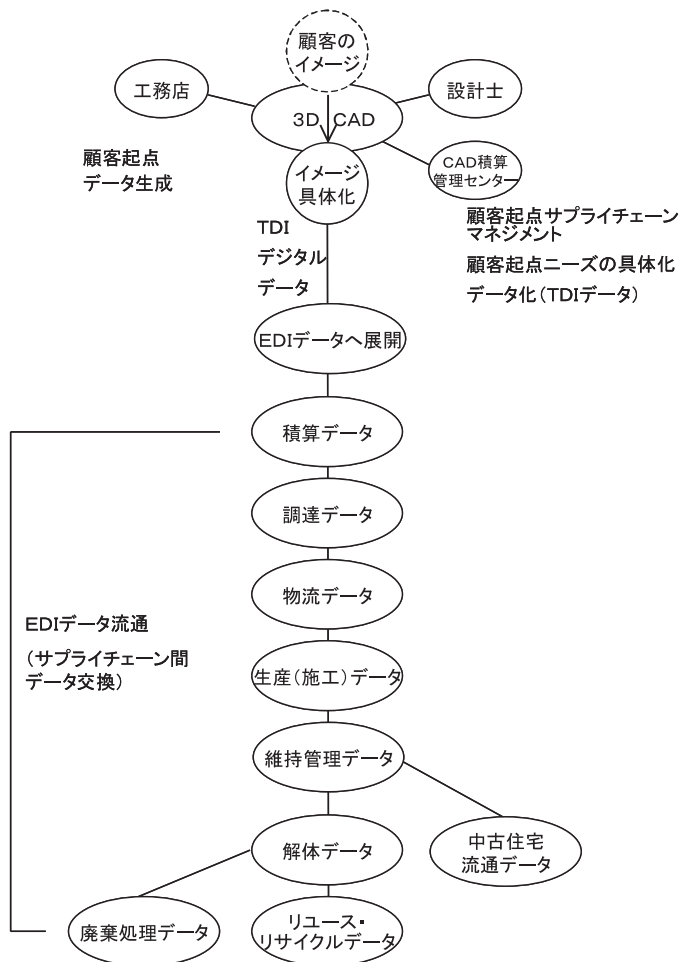 顧客の
イメージ
工務店
設計士
3D CAD
顧客起点
データ生成
イメージ
具体化
CAD積算
管理センター
顧客起点サプライチェーン
マネジメント
顧客起点ニーズの具体化
データ化(TDIデータ)
TDI
デジタル
データ
EDIデータへ展開
積算データ
調達データ
物流データ
EDIデータ流通
(サプライチェーン間
データ交換)
生産(施工)データ
維持管理データ
解体データ
中古住宅
流通データ
廃棄処理データ
リユース・
リサイクルデータ